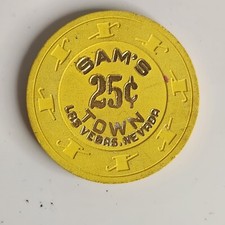 SAM'S
25¢
TOWN
LAS VEGAS, NEVADA